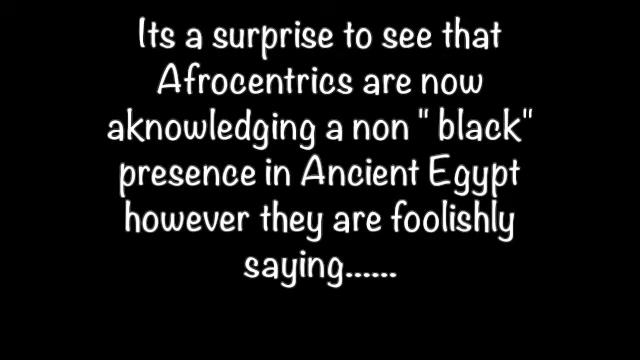 Its a surprise to see that
Afrocentrics are now
aknowledging a non " black"
presence in Ancient Egypt
however they are foolishly
saying......